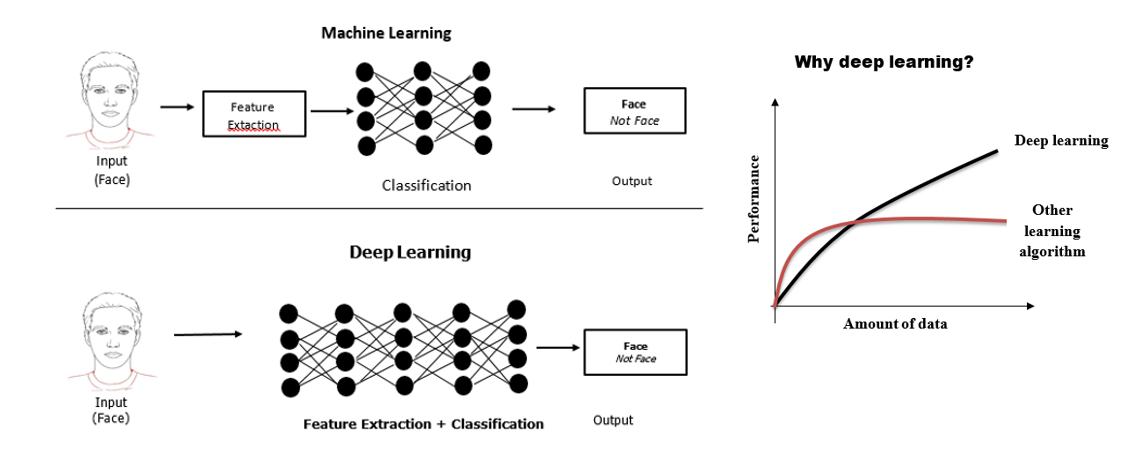 Machine Learning
Feature
Extaction
Input
(Face)
Classification
Face
Not Face
Output
Deep Learning
Input
(Face)
Feature Extraction + Classification
Face
Not Face
Output
Why deep learning?
Performance
Deep learning
Other
learning
algorithm
Amount of data